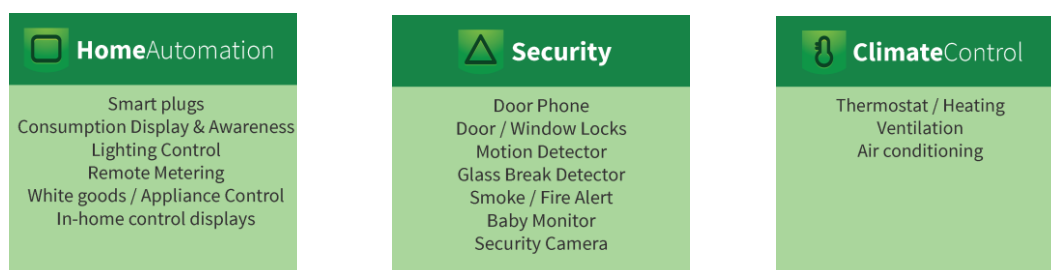 HomeAutomation
Smart plugs
Consumption Display & Awareness
Lighting Control
Remote Metering
White goods / Appliance Control
In-home control displays
Security
Door Phone
Door / Window Locks
Motion Detector
Glass Break Detector
Smoke / Fire Alert
Baby Monitor
Security Camera
ClimateControl
Thermostat / Heating
Ventilation
Air conditioning